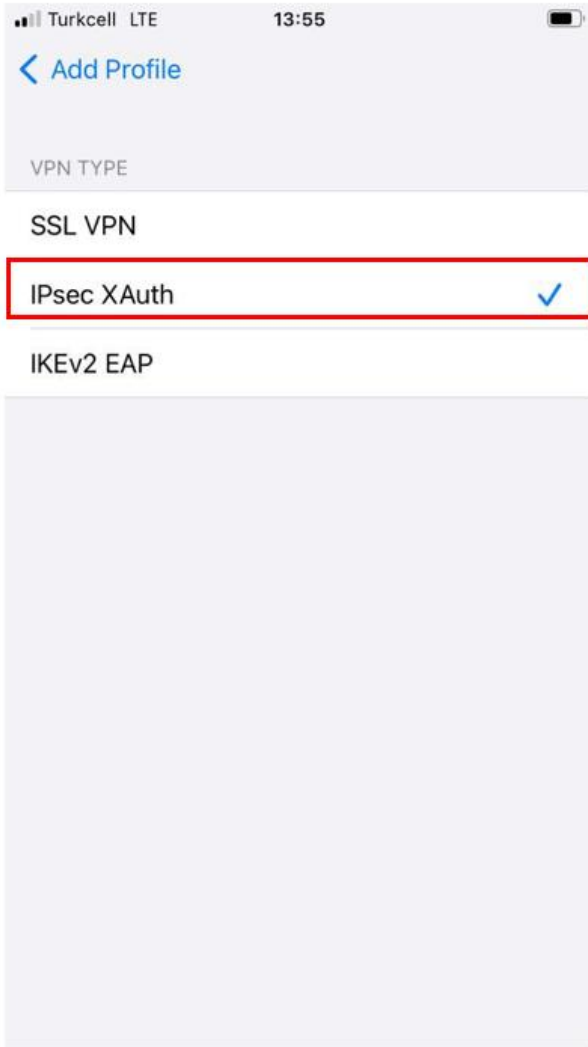 Turkcell LTE 13:55
Add Profile
VPN TYPE
SSL VPN
IPsec XAuth
IKEv2 EAP